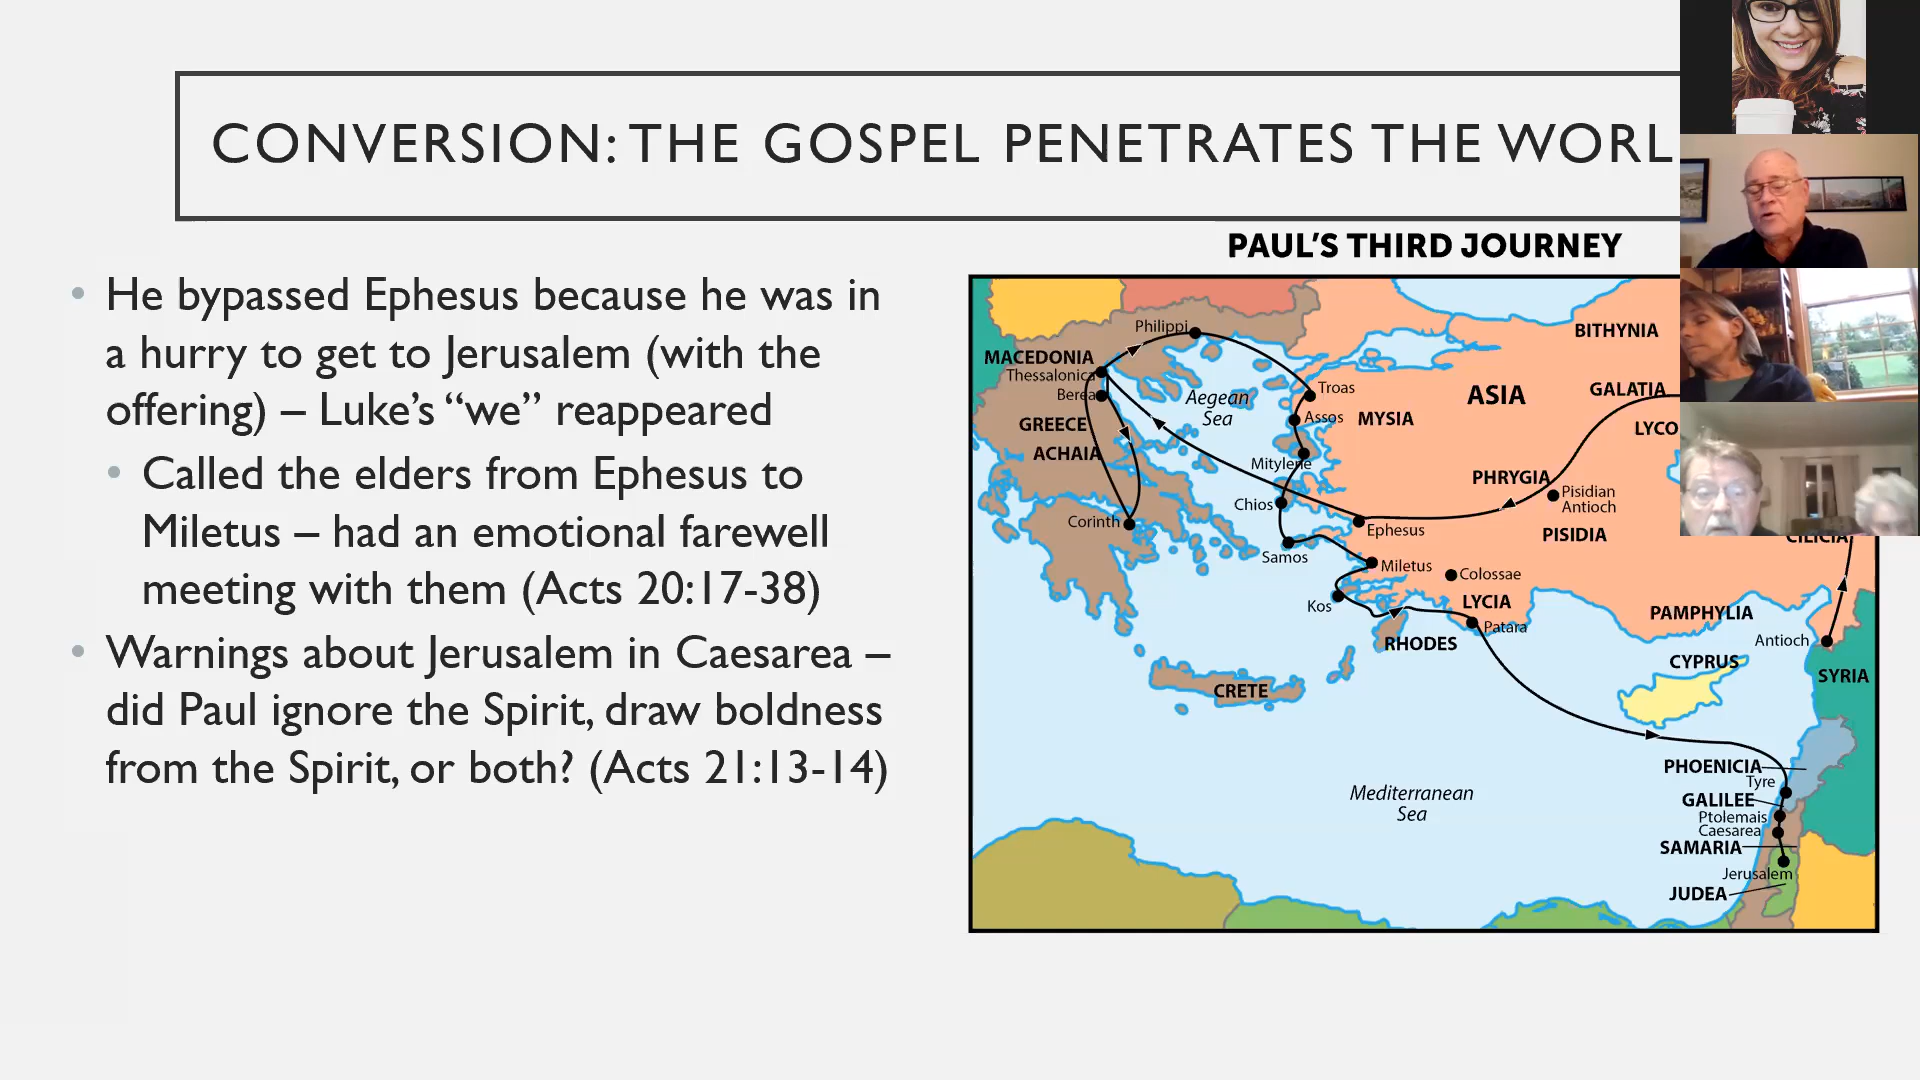 CONVERSION: THE GOSPEL PENETRATES THE WORL
PAUL'S THIRD JOURNEY
• He bypassed Ephesus because he was in
a hurry to get to Jerusalem (with the
offering) – Luke's “we” reappeared
• Called the elders from Ephesus to
Miletus – had an emotional farewell
meeting with them (Acts 20:17-38)
• Warnings about Jerusalem in Caesarea –
did Paul ignore the Spirit, draw boldness
from the Spirit, or both? (Acts 21:13-14)
Philippi
BITHYNIA
MACEDONIA
Thessalonica
Berea
Troas
ASIA
GALATIA
Aegean
Sea
Assos
MYSIA
GREECE
LYCO
ACHAIA
Mitylene
PHRYGIA
Pisidian
Antioch
Chios
Corinth
Ephesus
PISIDIA
CILICIA
Samos
Miletus
Colossae
Kos
LYCIA
Patara
PAMPHYLIA
RHODES
Antioch
CYPRUS
SYRIA
CRETE
PHOENICIA
Tyre
Mediterranean
Sea
GALILEE
Ptolemais
Caesarea
SAMARIA
Jerusalem
JUDEA